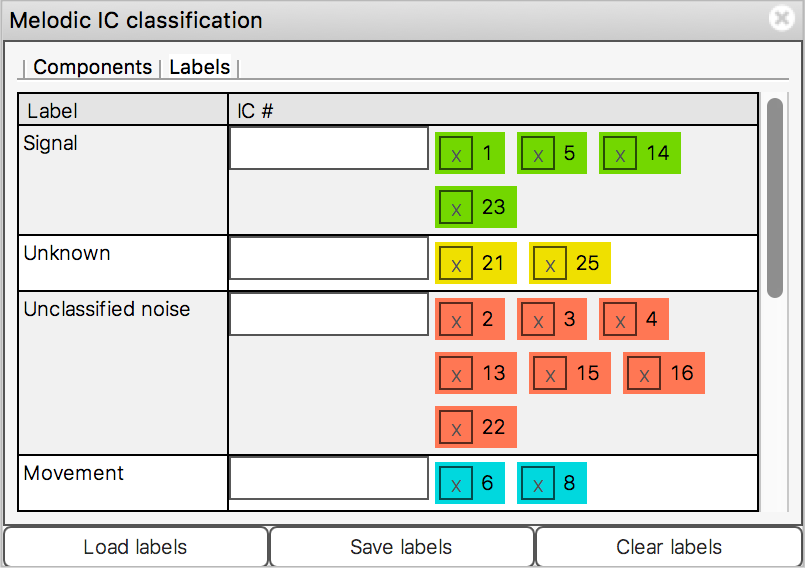 Melodic IC classification
Components Labels
Label IC #
Signal x 1 x 5 x 14
x 23
Unknown x 21 x 25
Unclassified noise x 2 x 3 x 4
x 13 x 15 x 16
x 22
Movement x 6 x 8
Load labels Save labels Clear labels